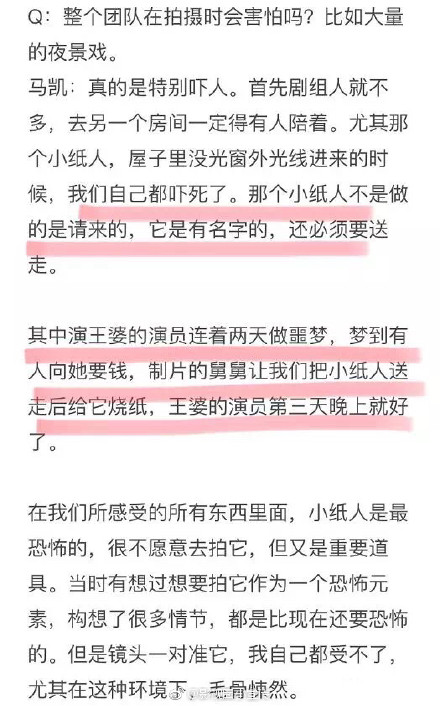 Q：整个团队在拍摄时会害怕吗？比如大量
的夜景戏。
马凯：真的是特别吓人。首先剧组人就不
多，去另一个房间一定得有人陪着。尤其那
个小纸人，屋子里没光窗外光线进来的时
候，我们自己都吓死了。那个小纸人不是做
的是请来的，它是有名字的，还必须要送
走。
其中演王婆的演员连着两天做噩梦，梦到有
人向她要钱，制片的舅舅让我们把小纸人送
走后给它烧纸，王婆的演员第三天晚上就好
了。
在我们所感受的所有东西里面，小纸人是最
恐怖的，很不愿意去拍它，但又是重要道
具。当时有想过想要拍它作为一个恐怖元
素，构想了很多情节，都是比现在还要恐怖
的。但是镜头一对准它，我自己都受不了，
尤其在这种环境下，毛骨悚然。